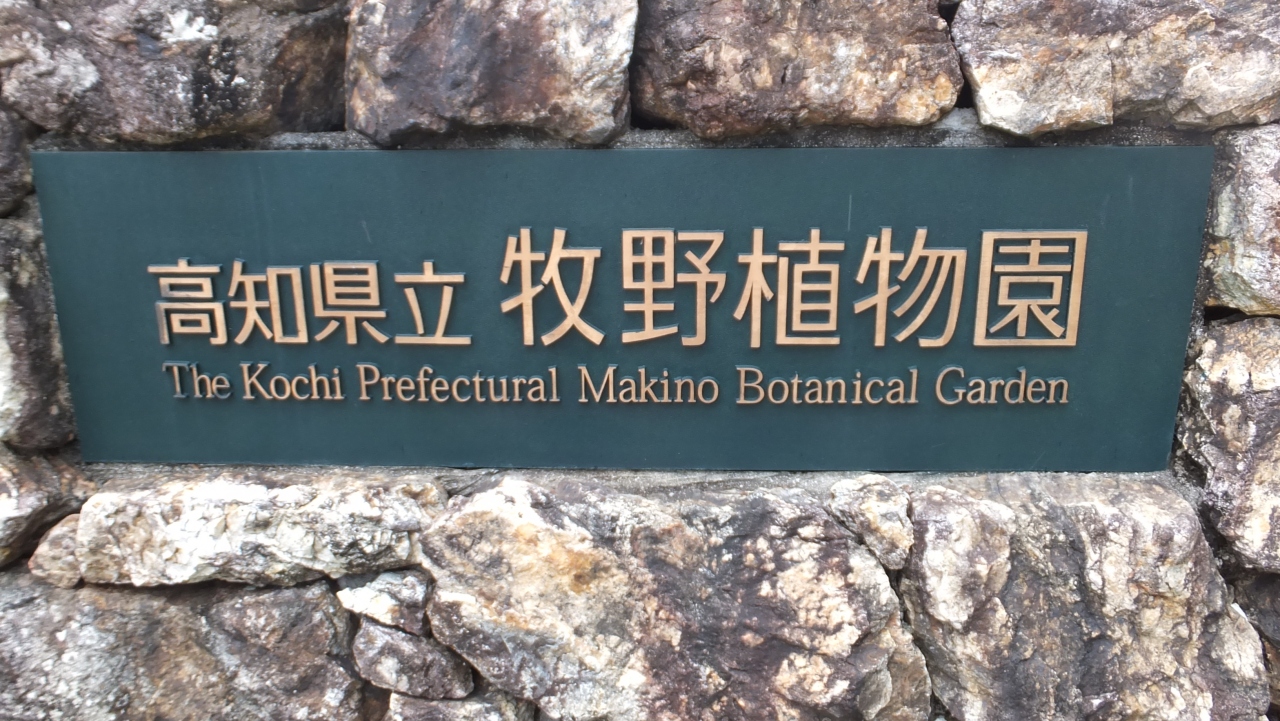 高知県立 牧野植物園
The Kochi Prefectural Makino Botanical Garden